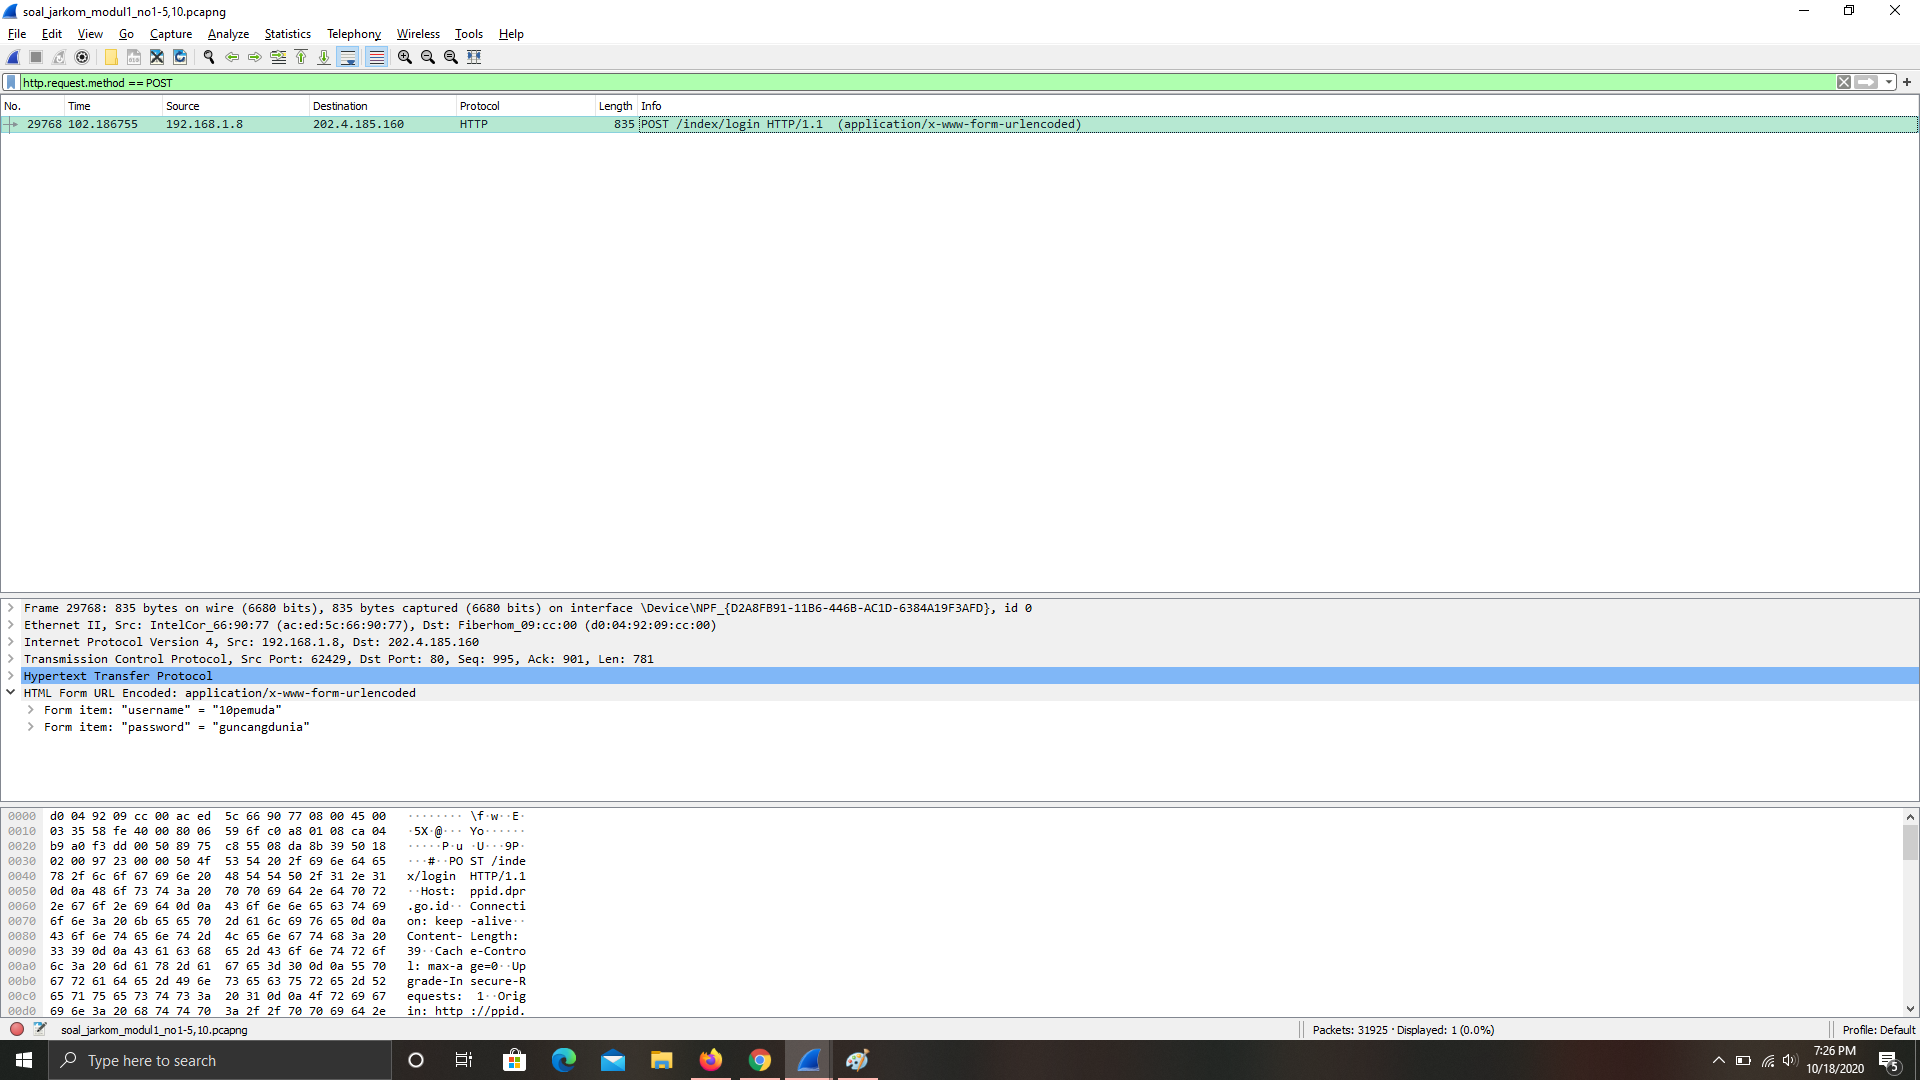 soal_jarkom_modul1_no1-5,10.pcapng
File Edit View Go Capture Analyze Statistics Telephony Wireless Tools Help
http.request.method == POST
No. Time Source Destination Protocol Length Info
29768 102.186755 192.168.1.8 202.4.185.160 HTTP 835 POST /index/login HTTP/1.1  (application/x-www-form-urlencoded)
Frame 29768: 835 bytes on wire (6680 bits), 835 bytes captured (6680 bits) on interface \Device\NPF_{D2A8FB91-11B6-446B-AC1D-6384A19F3AFD}, id 0
Ethernet II, Src: IntelCor_66:90:77 (ac:ed:5c:66:90:77), Dst: Fiberhom_09:cc:00 (d0:04:92:09:cc:00)
Internet Protocol Version 4, Src: 192.168.1.8, Dst: 202.4.185.160
Transmission Control Protocol, Src Port: 62429, Dst Port: 80, Seq: 995, Ack: 901, Len: 781
Hypertext Transfer Protocol
HTML Form URL Encoded: application/x-www-form-urlencoded
Form item: "username" = "10pemuda"
Form item: "password" = "guncangdunia"
0000 d0 04 92 09 cc 00 ac ed 5c 66 90 77 08 00 45 00 ········ \f·w··E·
0010 03 35 58 fe 40 00 80 06 59 6f c0 a8 01 08 ca 04 ·5X·@··· Yo······
0020 b9 a0 f3 dd 00 50 89 75 c8 55 08 da 8b 39 50 18 ·····P·u ·U···9P·
0030 02 00 97 23 00 00 50 4f 53 54 20 2f 69 6e 64 65 ···#··PO ST /inde
0040 78 2f 6c 6f 67 69 6e 20 48 54 54 50 2f 31 2e 31 x/login  HTTP/1.1
0050 0d 0a 48 6f 73 74 3a 20 70 70 69 64 2e 64 70 72 ··Host:  ppid.dpr
0060 2e 67 6f 2e 69 64 0d 0a 43 6f 6e 6e 65 63 74 69 .go.id·· Connecti
0070 6f 6e 3a 20 6b 65 65 70 2d 61 6c 69 76 65 0d 0a on: keep -alive··
0080 43 6f 6e 74 65 6e 74 2d 4c 65 6e 67 74 68 3a 20 Content- Length:
0090 33 39 0d 0a 43 61 63 68 65 2d 43 6f 6e 74 72 6f 39··Cach e-Contro
00a0 6c 3a 20 6d 61 78 2d 61 67 65 3d 30 0d 0a 55 70 l: max-a ge=0··Up
00b0 67 72 61 64 65 2d 49 6e 73 65 63 75 72 65 2d 52 grade-In secure-R
00c0 65 71 75 65 73 74 73 3a 20 31 0d 0a 4f 72 69 67 equests:  1··Orig
00d0 69 6e 3a 20 68 74 74 70 3a 2f 2f 70 70 69 64 2e in: http ://ppid.
soal_jarkom_modul1_no1-5,10.pcapng Packets: 31925 · Displayed: 1 (0.0%) Profile: Default
Type here to search
7:26 PM
10/18/2020
5